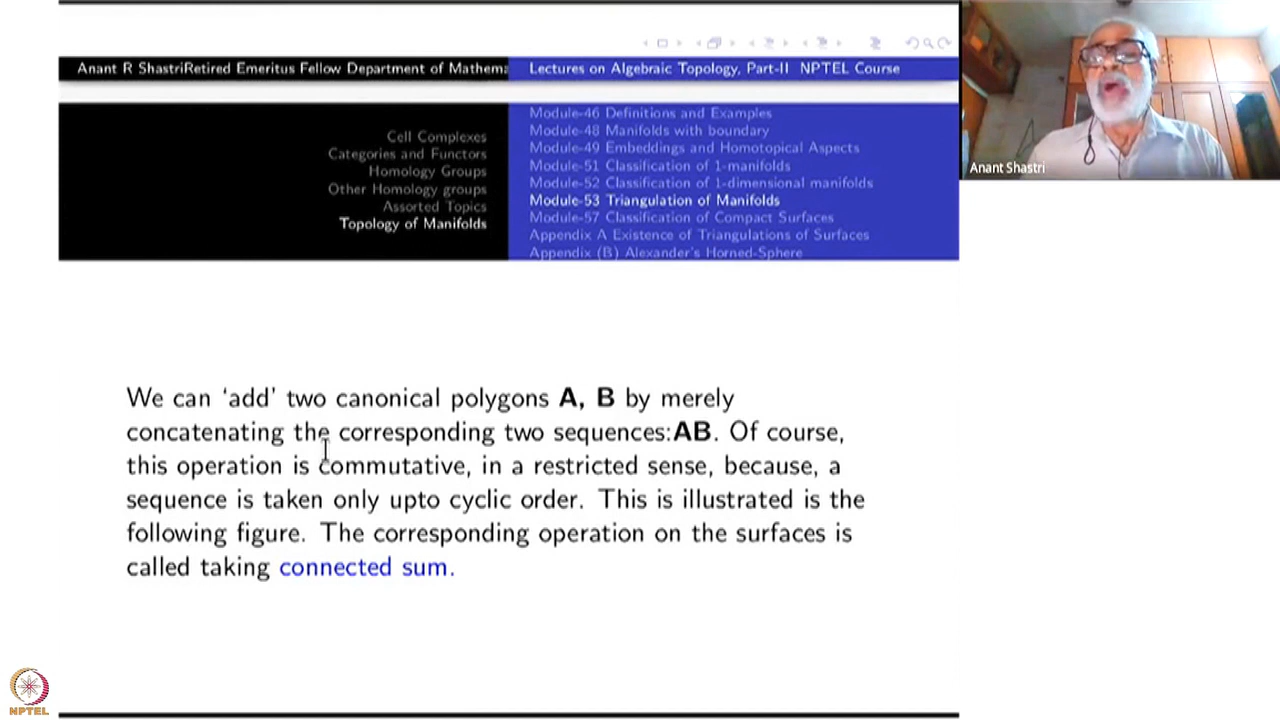 Anant R ShastriRetired Emeritus Fellow Department of Mathema
Lectures on Algebraic Topology, Part-II NPTEL Course
Cell Complexes
Categories and Functors
Homology Groups
Other Homology groups
Assorted Topics
Topology of Manifolds
Module-46 Definitions and Examples
Module-48 Manifolds with boundary
Module-49 Embeddings and Homotopical Aspects
Module-51 Classification of 1-manifolds
Module-52 Classification of 1-dimensional manifolds
Module-53 Triangulation of Manifolds
Module-57 Classification of Compact Surfaces
Appendix A Existence of Triangulations of Surfaces
Appendix (B) Alexander's Horned-Sphere
Anant Shastri
We can ‘add’ two canonical polygons A, B by merely
concatenating the corresponding two sequences:AB. Of course,
this operation is commutative, in a restricted sense, because, a
sequence is taken only upto cyclic order. This is illustrated is the
following figure. The corresponding operation on the surfaces is
called taking connected sum.
NPTEL